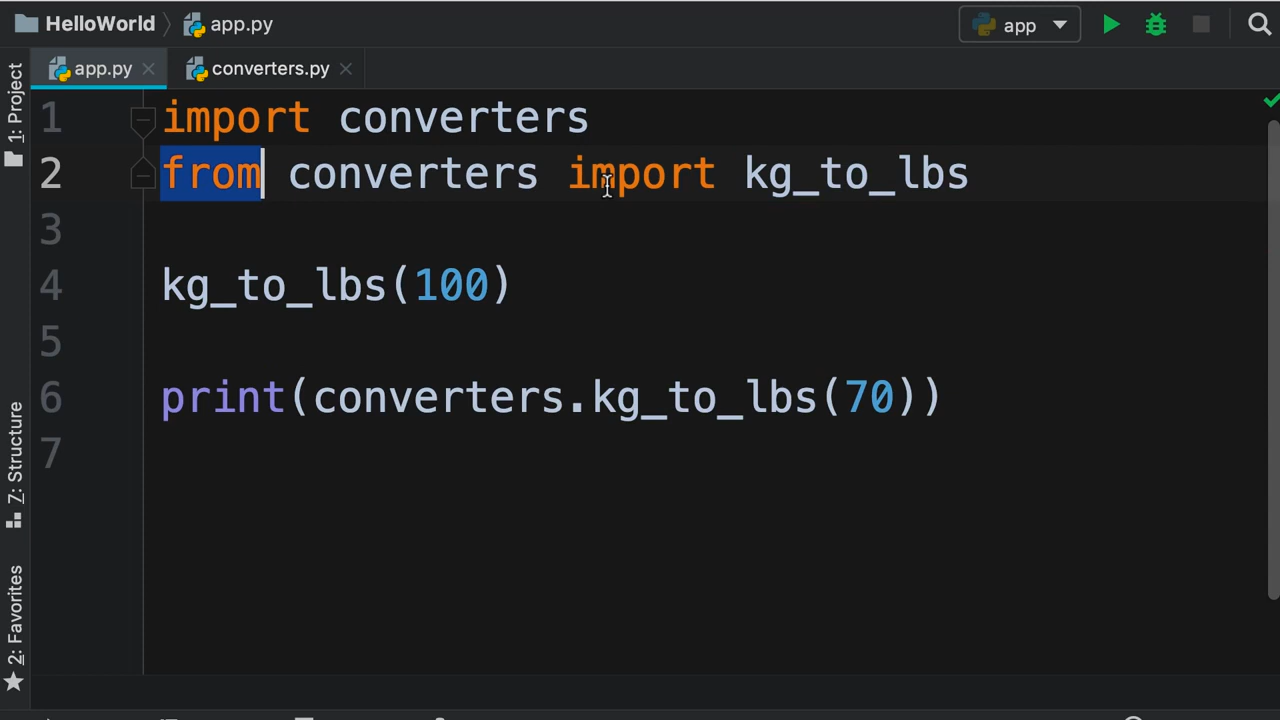 HelloWorld app.py app
1: Project app.py converters.py
1 import converters
2 from converters import kg_to_lbs
3
4 kg_to_lbs(100)
5
6 print(converters.kg_to_lbs(70))
7
7: Structure
2: Favorites